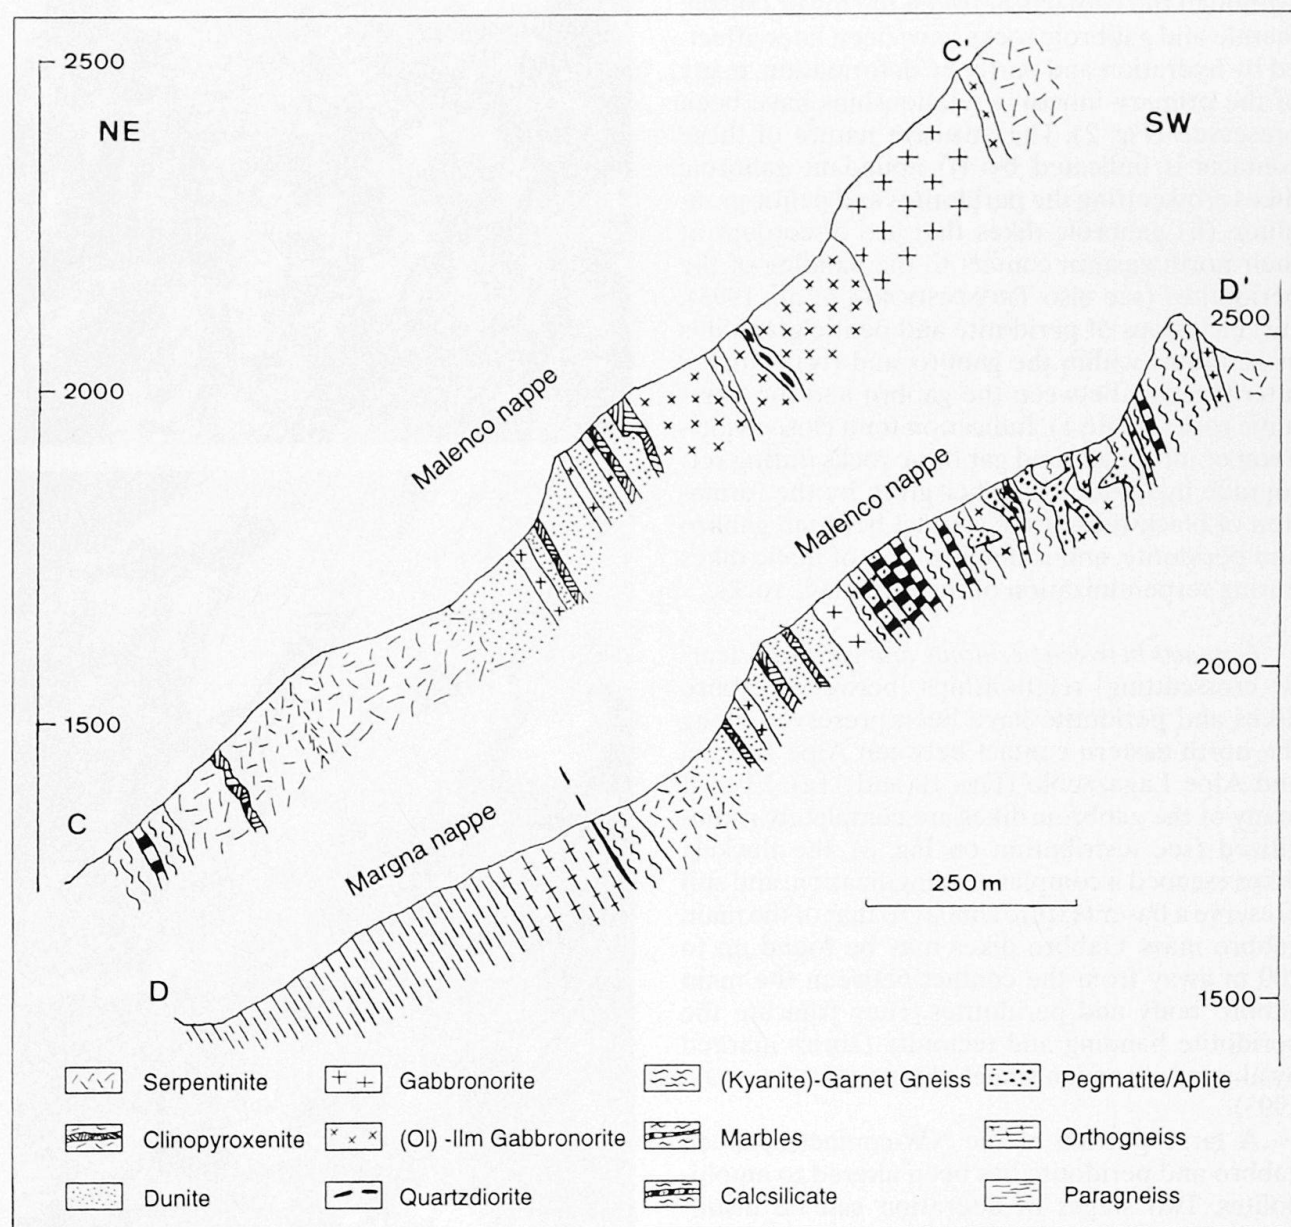 2500
C'
NE
SW
D'
2500
2000
Malenco nappe
Malenco nappe
2000
1500
C
Margna nappe
250 m
D
1500
Serpentinite
Gabbronorite
(Kyanite)-Garnet Gneiss
Pegmatite/Aplite
Clinopyroxenite
(Ol) -Ilm Gabbronorite
Marbles
Orthogneiss
Dunite
Quartzdiorite
Calcsilicate
Paragneiss